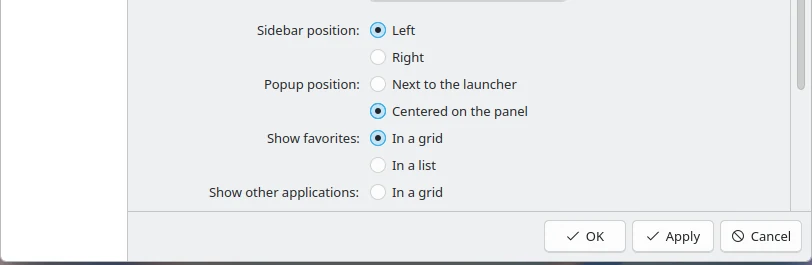 Sidebar position: Left
Right
Popup position: Next to the launcher
Centered on the panel
Show favorites: In a grid
In a list
Show other applications: In a grid
OK Apply Cancel